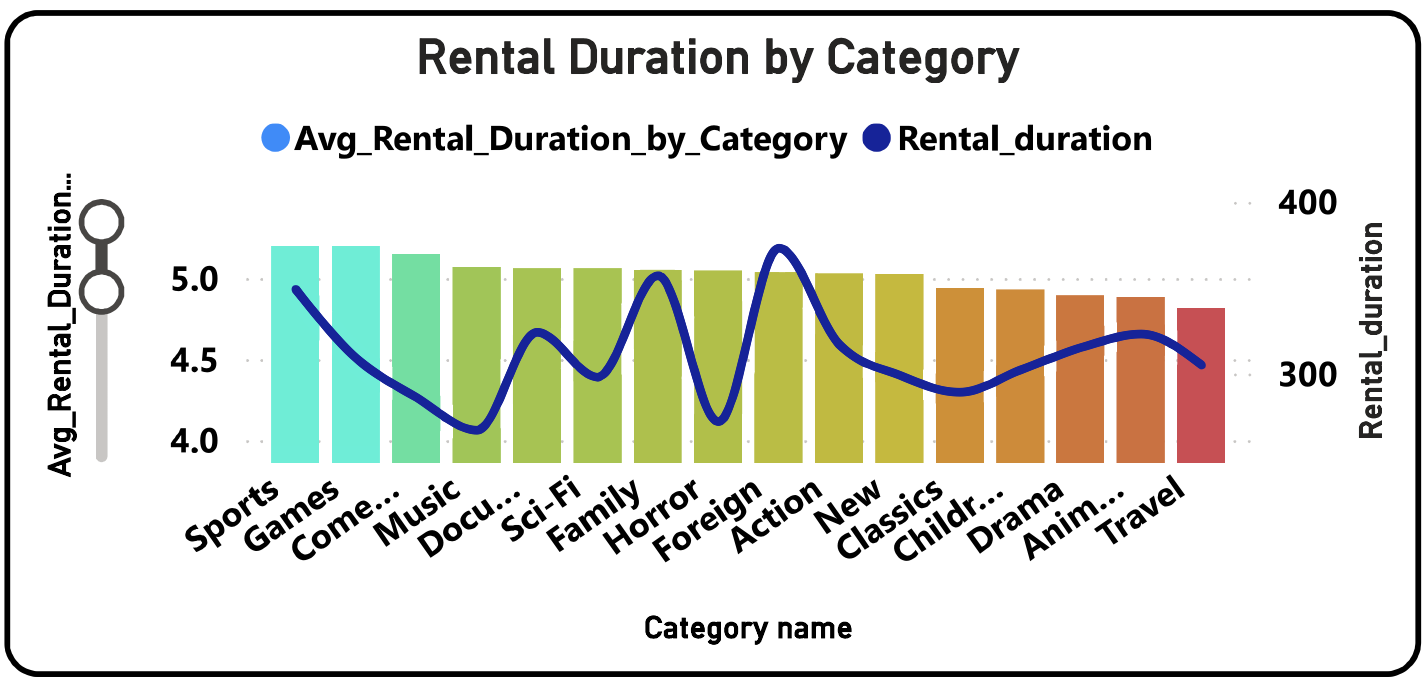 Rental Duration by Category
Avg_Rental_Duration_by_Category Rental_duration
Avg_Rental_Duration...
5.0
4.5
4.0
400
300
Rental_duration
Sports
Games
Come...
Music
Docu...
Sci-Fi
Family
Horror
Foreign
Action
New
Classics
Childr...
Drama
Anim...
Travel
Category name